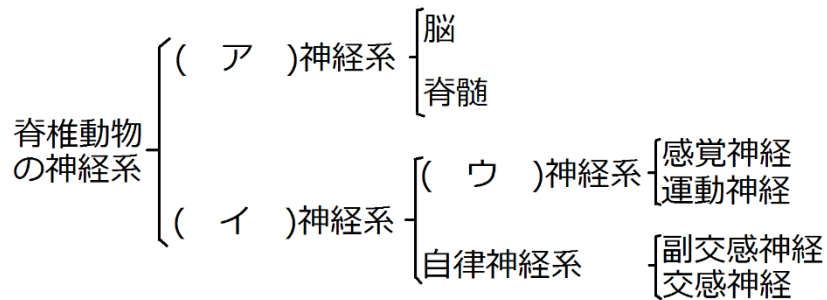 脊椎動物
の神経系
(　ア　)神経系
脳
脊髄
(　イ　)神経系
(　ウ　)神経系
感覚神経
運動神経
自律神経系
副交感神経
交感神経